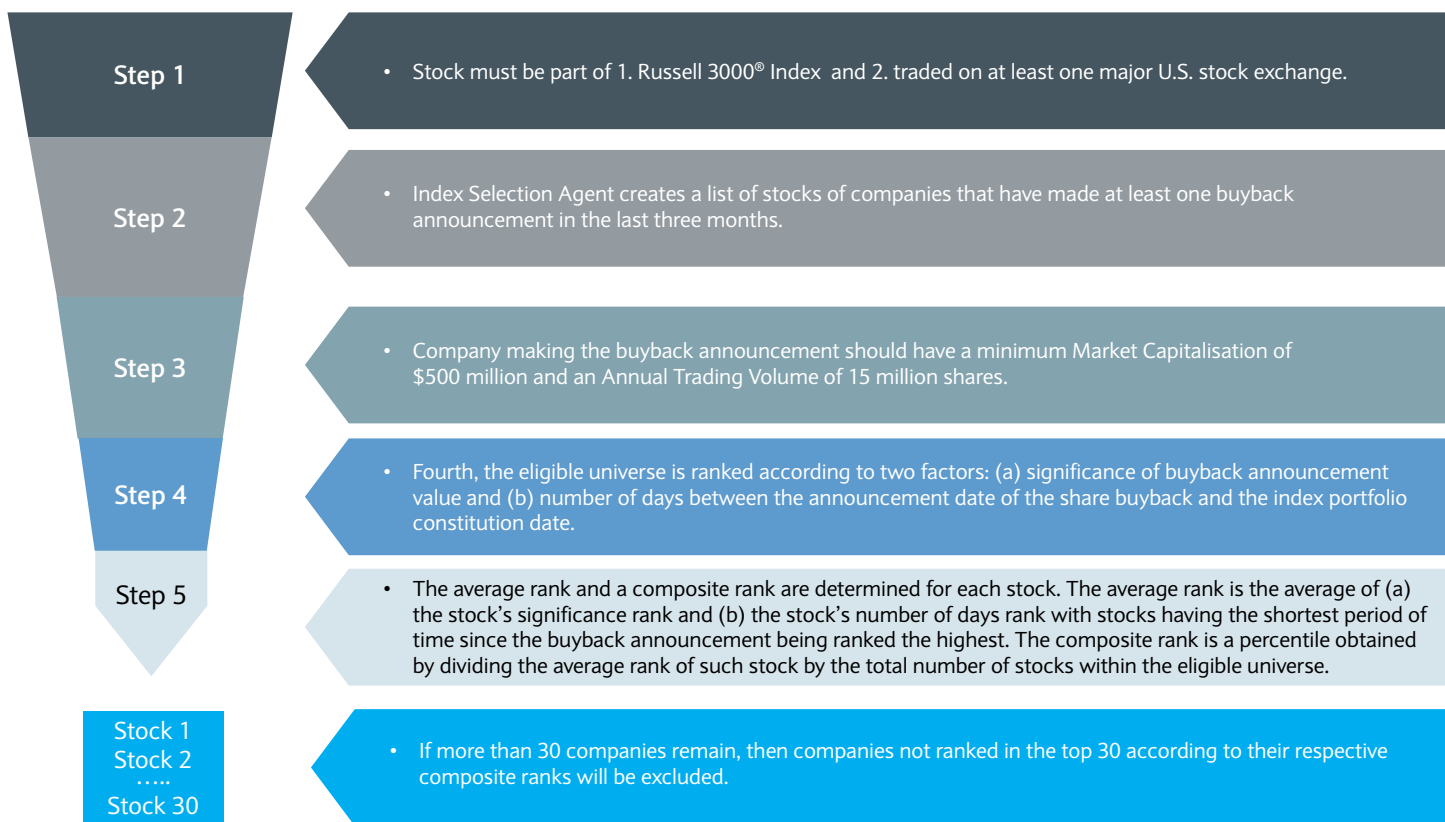 Step 1
• Stock must be part of 1. Russell 3000® Index and 2. traded on at least one major U.S. stock exchange.
Step 2
• Index Selection Agent creates a list of stocks of companies that have made at least one buyback
announcement in the last three months.
Step 3
• Company making the buyback announcement should have a minimum Market Capitalisation of
$500 million and an Annual Trading Volume of 15 million shares.
Step 4
• Fourth, the eligible universe is ranked according to two factors: (a) significance of buyback announcement
value and (b) number of days between the announcement date of the share buyback and the index portfolio
constitution date.
Step 5
• The average rank and a composite rank are determined for each stock. The average rank is the average of (a)
the stock's significance rank and (b) the stock's number of days rank with stocks having the shortest period of
time since the buyback announcement being ranked the highest. The composite rank is a percentile obtained
by dividing the average rank of such stock by the total number of stocks within the eligible universe.
Stock 1
Stock 2
.....
Stock 30
• If more than 30 companies remain, then companies not ranked in the top 30 according to their respective
composite ranks will be excluded.